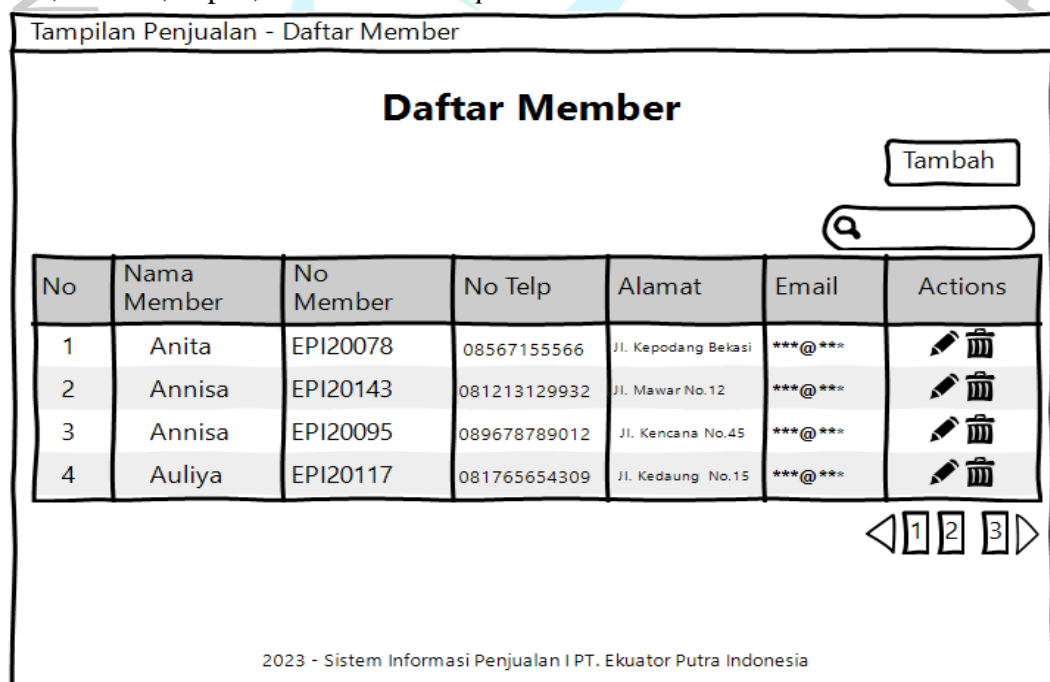 Tampilan Penjualan - Daftar Member
Daftar Member
Tambah
No Nama Member No Member No Telp Alamat Email Actions
1 Anita EPI20078 08567155566 Jl. Kepodang Bekasi ***@***
2 Annisa EPI20143 081213129932 Jl. Mawar No.12 ***@***
3 Annisa EPI20095 089678789012 Jl. Kencana No.45 ***@***
4 Auliya EPI20117 081765654309 Jl. Kedaung No.15 ***@***
1 2 3
2023 - Sistem Informasi Penjualan I PT. Ekuator Putra Indonesia